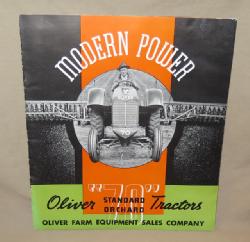 MODERN POWER
"70"
Oliver STANDARD ORCHARD Tractors
OLIVER FARM EQUIPMENT SALES COMPANY